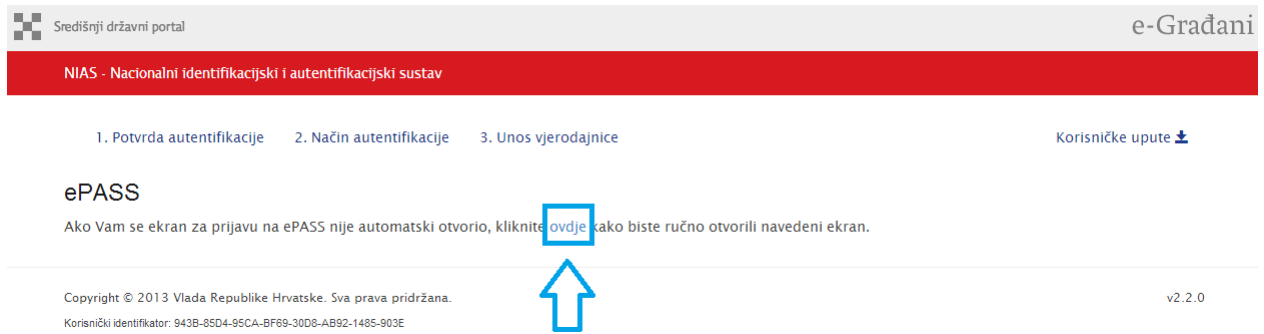 Središnji državni portal
e-Građani
NIAS - Nacionalni identifikacijski i autentifikacijski sustav
1. Potvrda autentifikacije 2. Način autentifikacije 3. Unos vjerodajnice Korisničke upute
ePASS
Ako Vam se ekran za prijavu na ePASS nije automatski otvorio, kliknite ovdje kako biste ručno otvorili navedeni ekran.
Copyright © 2013 Vlada Republike Hrvatske. Sva prava pridržana. v2.2.0
Korisnički identifikator: 943B-85D4-95CA-BF69-30D8-AB92-1485-903E